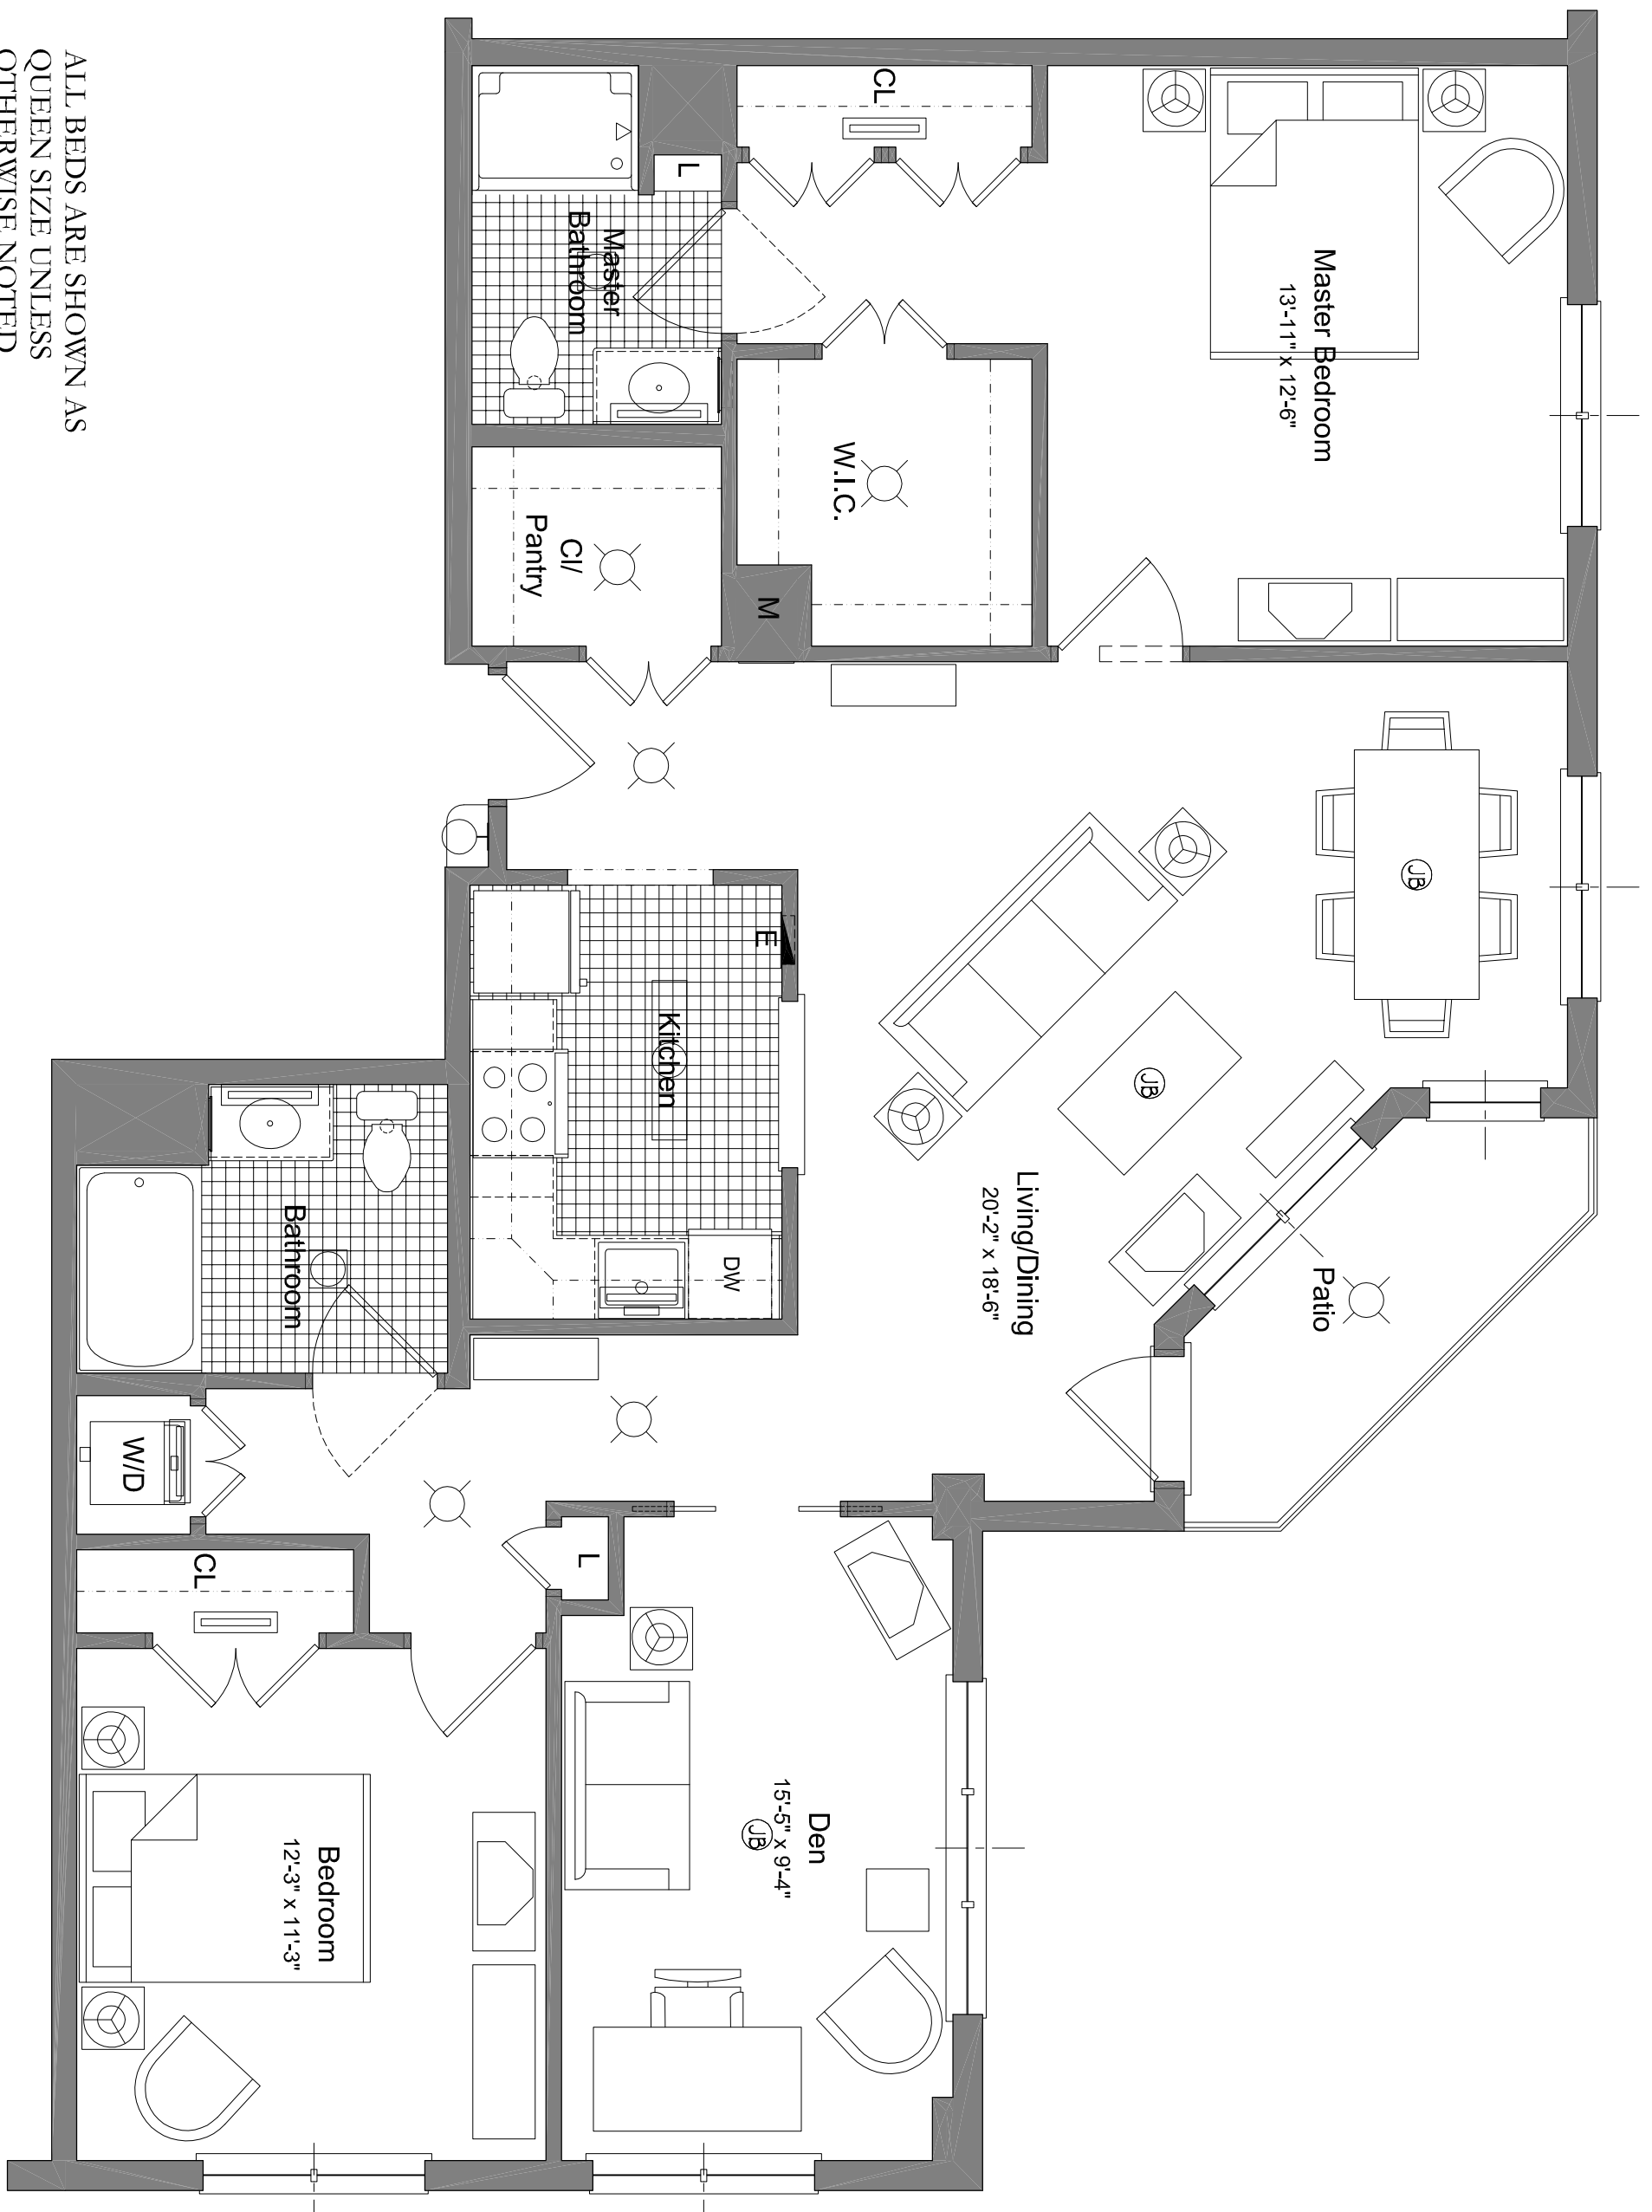 Master Bedroom
13'-11" x 12'-6"
CL
L
Master
Bathroom
W.I.C.
Cl/
Pantry
M
JB
JB
Living/Dining
20'-2" x 18'-6"
Patio
E
Kitchen
DW
Bathroom
W/D
CL
L
Den
15'-5" x 9'-4"
JB
Bedroom
12'-3" x 11'-3"
ALL BEDS ARE SHOWN AS
QUEEN SIZE UNLESS
OTHERWISE NOTED